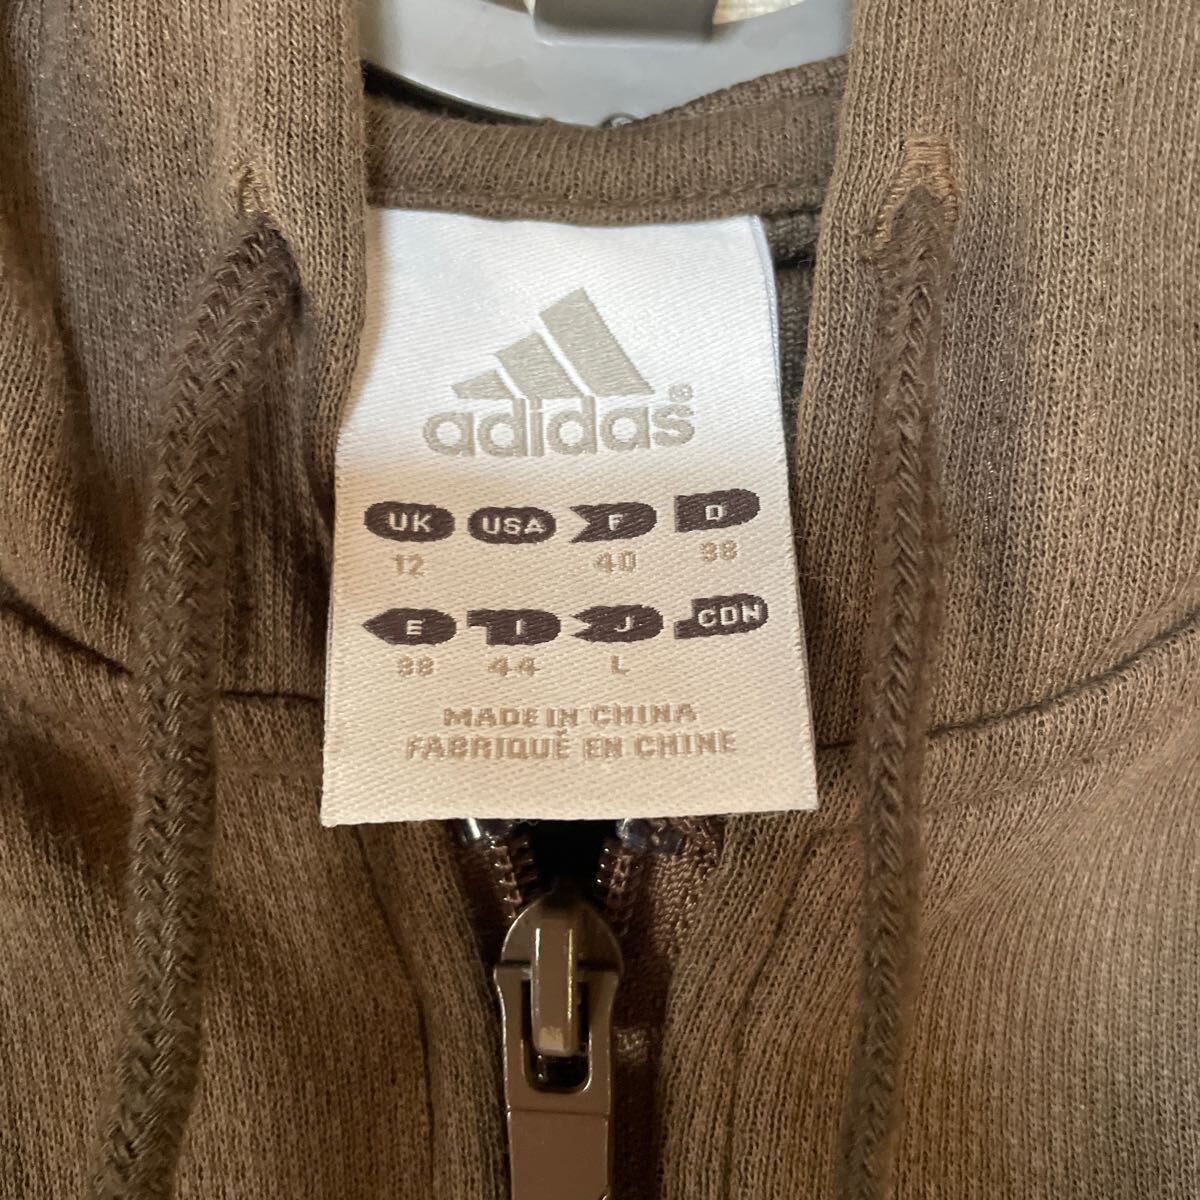 adidas®
UK USA F D
12 40 38
E I J CDN
38 44 L
MADE IN CHINA
FABRIQUÉ EN CHINE